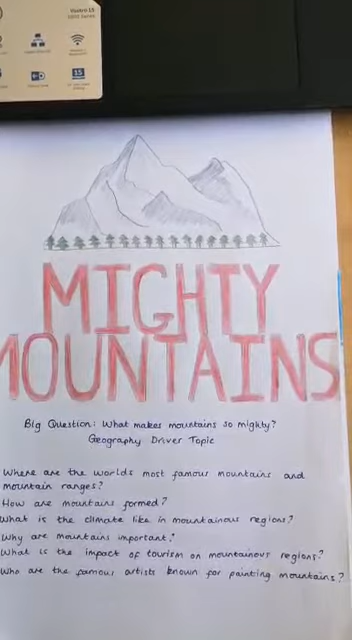 Vostro 15
3000 Series
15
MIGHTY
MOUNTAINS
Big Question: What makes mountains so mighty?
Geography Driver Topic
Where are the worlds most famous mountains and
mountain ranges?
How are mountains formed?
What is the climate like in mountainous regions?
Why are mountains important?
What is the impact of tourism on mountainous regions?
Who are the famous artists known for painting mountains?